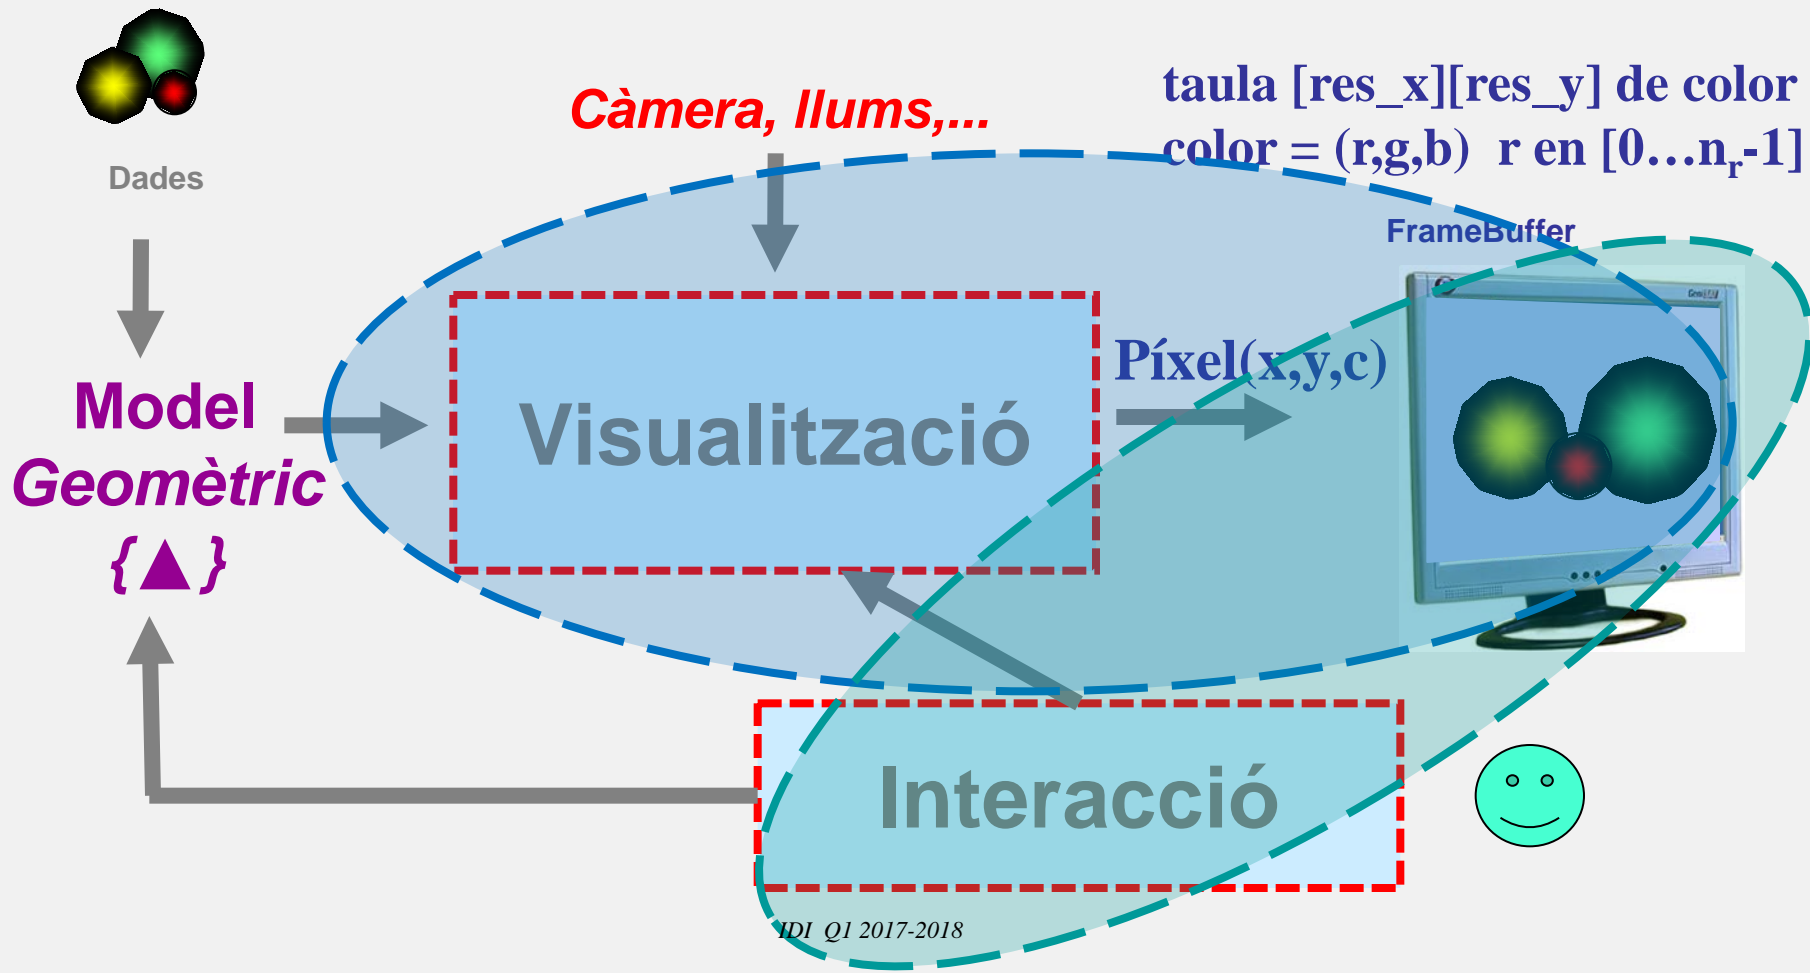 taula [res_x][res_y] de color
Càmera, llums,...
color = (r,g,b) r en [0…nr-1]
Dades
FrameBuffer
Píxel(x,y,c)
Model
Geomètric
{▲}
Visualització
Interacció
IDI Q1 2017-2018